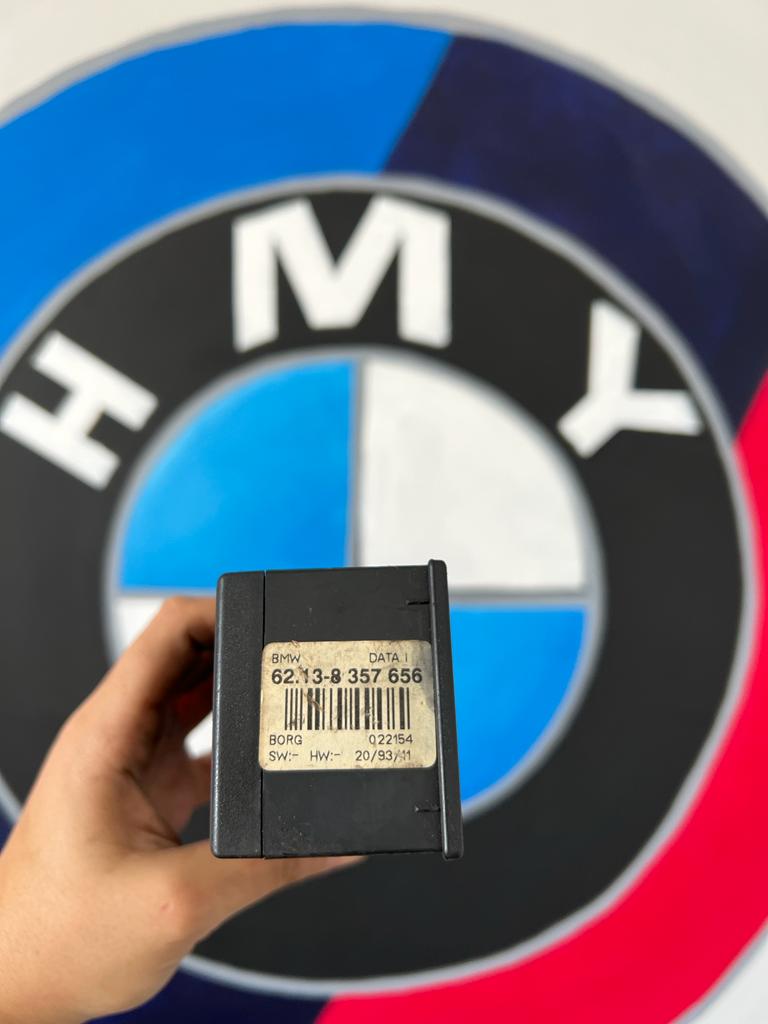 H M Y
BMW DATA I
62.13-8 357 656
BORG 022154
SW:- HW:- 20/93/11